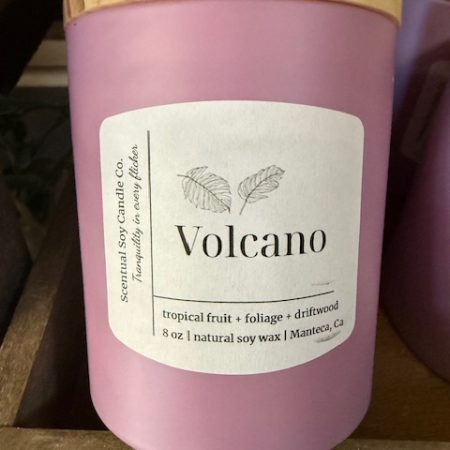 Scentual Soy Candle Co.
Tranquility in every flicker
Volcano
tropical fruit + foliage + driftwood
8 oz | natural soy wax | Manteca, Ca